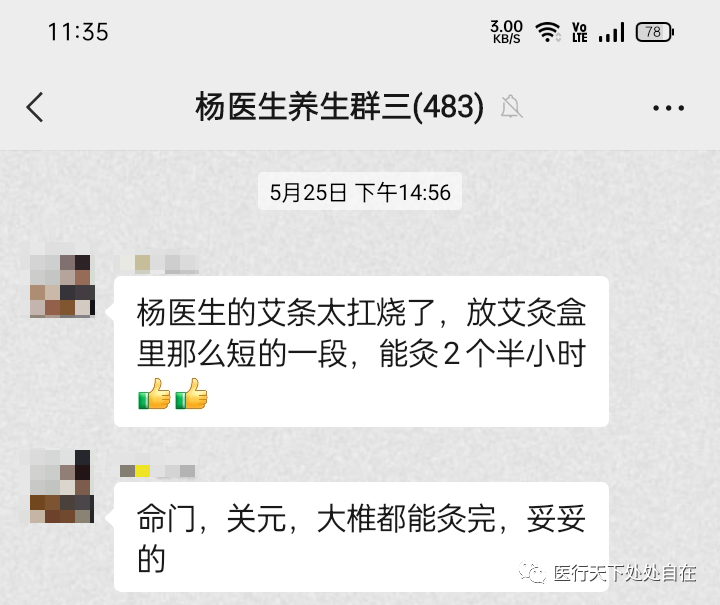 11:35
3.00 KB/S
Vo LTE
78
杨医生养生群三(483)
5月25日 下午14:56
杨医生的艾条太扛烧了，放艾灸盒
里那么短的一段，能灸2个半小时
命门，关元，大椎都能灸完，妥妥
的
医行天下处处自在